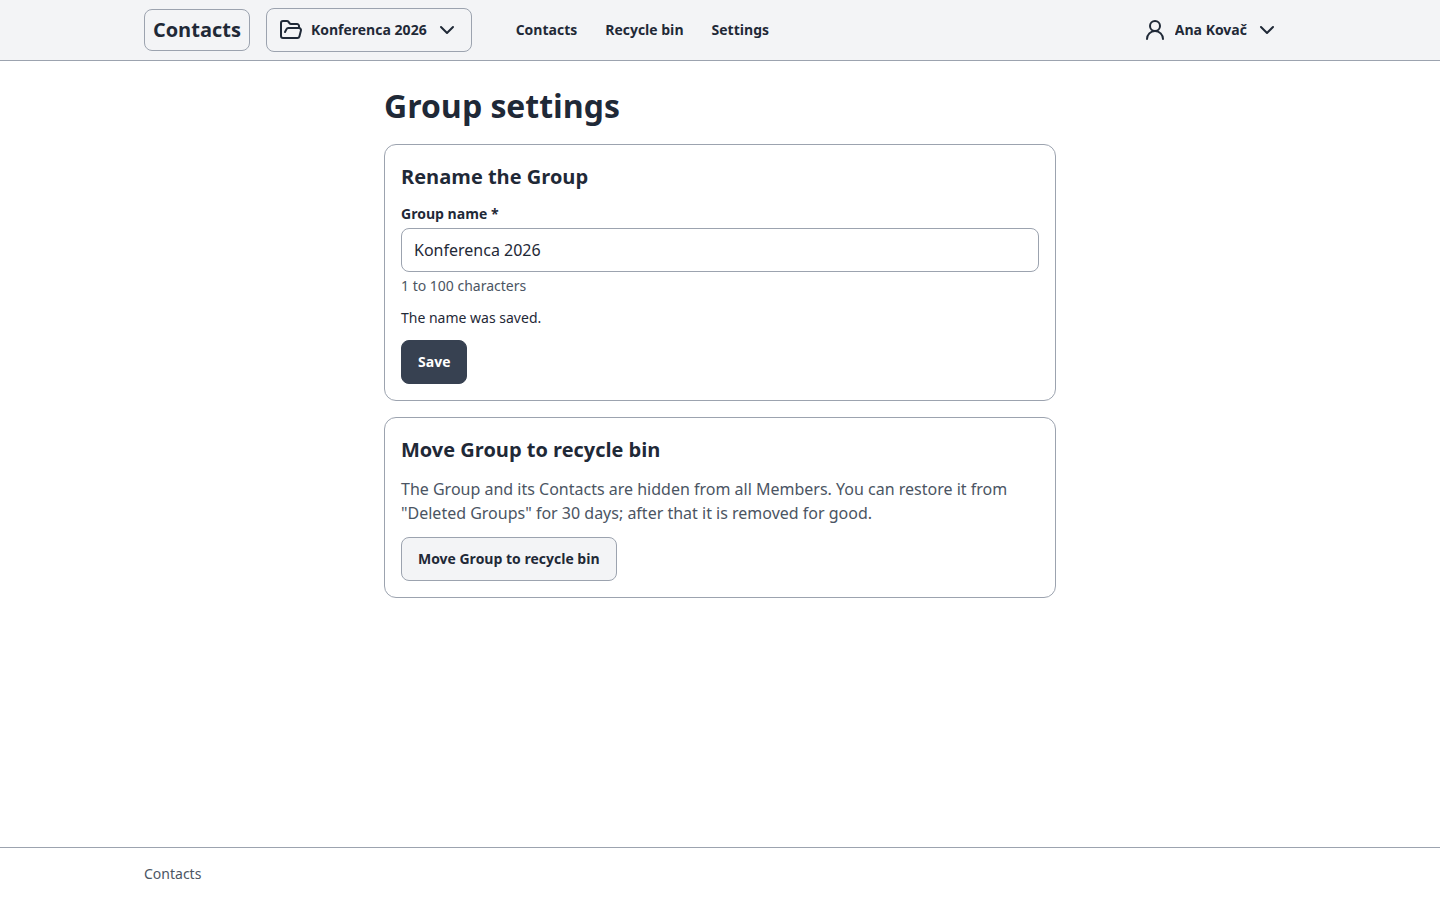 Contacts
Konferenca 2026
Contacts
Recycle bin
Settings
Ana Kovač
Group settings
Rename the Group
Group name *
Konferenca 2026
1 to 100 characters
The name was saved.
Save
Move Group to recycle bin
The Group and its Contacts are hidden from all Members. You can restore it from
"Deleted Groups" for 30 days; after that it is removed for good.
Move Group to recycle bin
Contacts